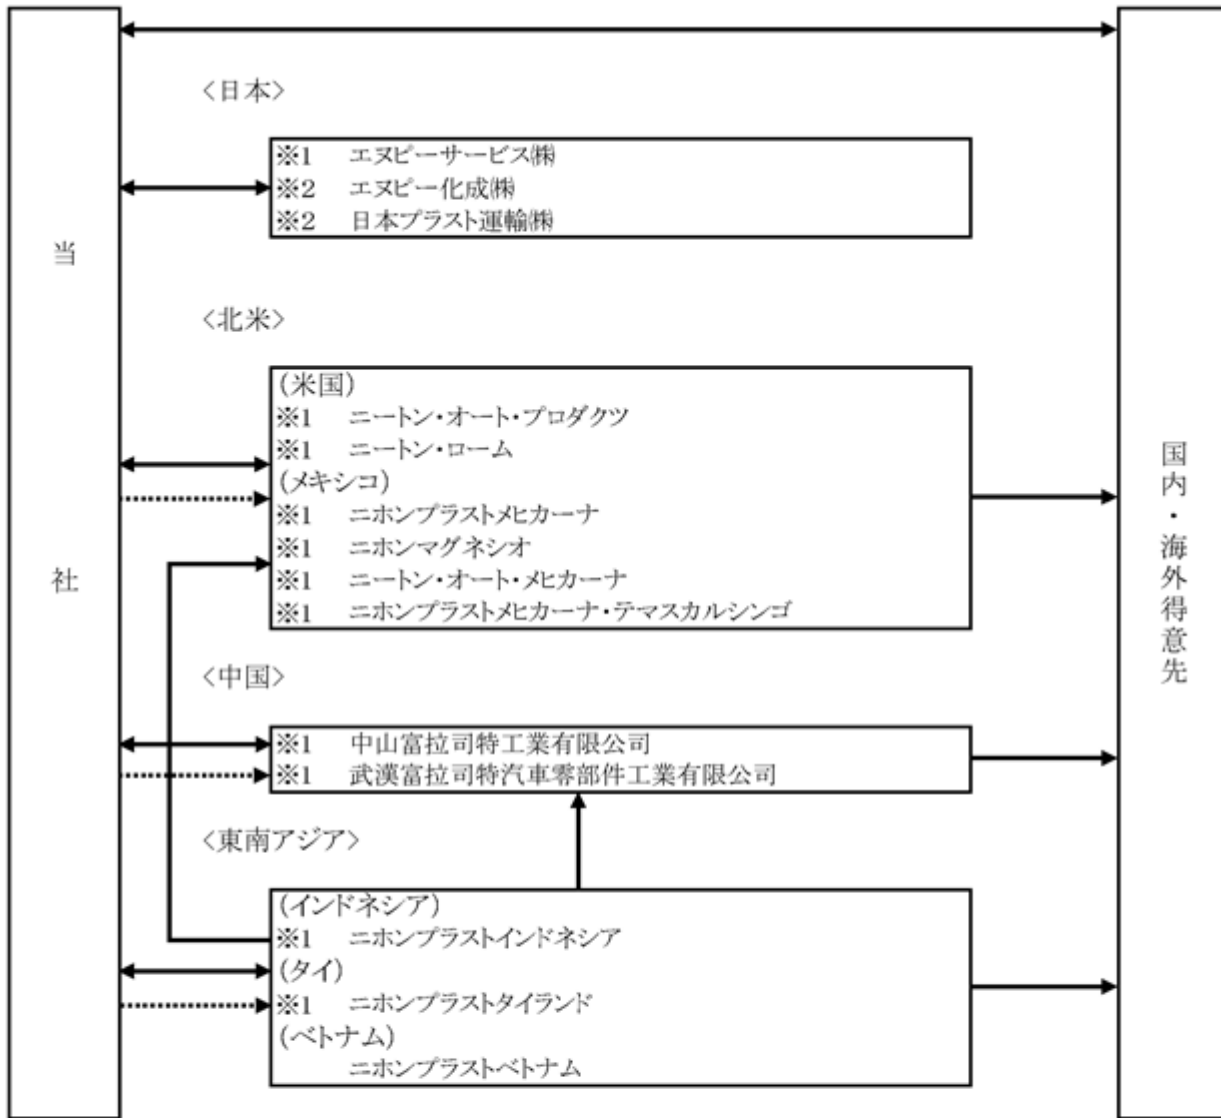 当社
<日本>
※1 エヌピーサービス㈱
※2 エヌピー化成㈱
※2 日本プラスト運輸㈱
<北米>
(米国)
※1 ニートン・オート・プロダクツ
※1 ニートン・ローム
(メキシコ)
※1 ニホンプラストメヒカーナ
※1 ニホンマグネシオ
※1 ニートン・オート・メヒカーナ
※1 ニホンプラストメヒカーナ・テマスカルシンゴ
<中国>
※1 中山富拉司特工業有限公司
※1 武漢富拉司特汽車零部件工業有限公司
<東南アジア>
(インドネシア)
※1 ニホンプラストインドネシア
(タイ)
※1 ニホンプラストタイランド
(ベトナム)
ニホンプラストベトナム
国内・海外得意先